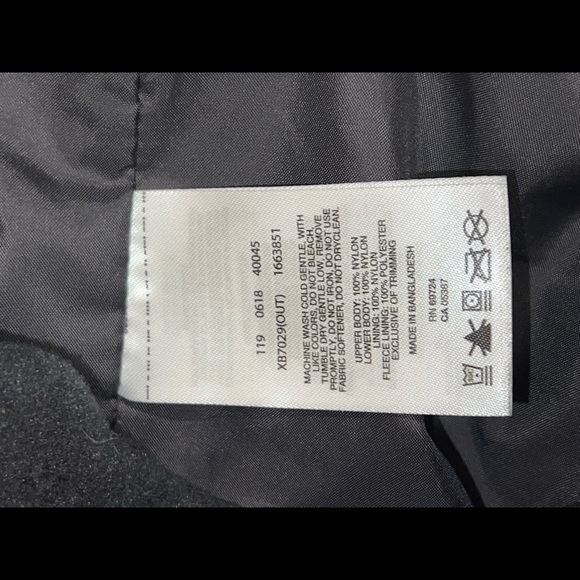 119 0618 40045
XB7029(OUT) 1663851
MACHINE WASH COLD GENTLE, WITH
LIKE COLORS, DO NOT BLEACH,
TUMBLE DRY GENTLE LOW, REMOVE
PROMPTLY, DO NOT IRON, DO NOT USE
FABRIC SOFTENER, DO NOT DRYCLEAN.
UPPER BODY: 100% NYLON
LOWER BODY: 100% NYLON
LINING: 100% NYLON
FLEECE LINING: 100% POLYESTER
EXCLUSIVE OF TRIMMING
MADE IN BANGLADESH
RN 69724
CA 05367